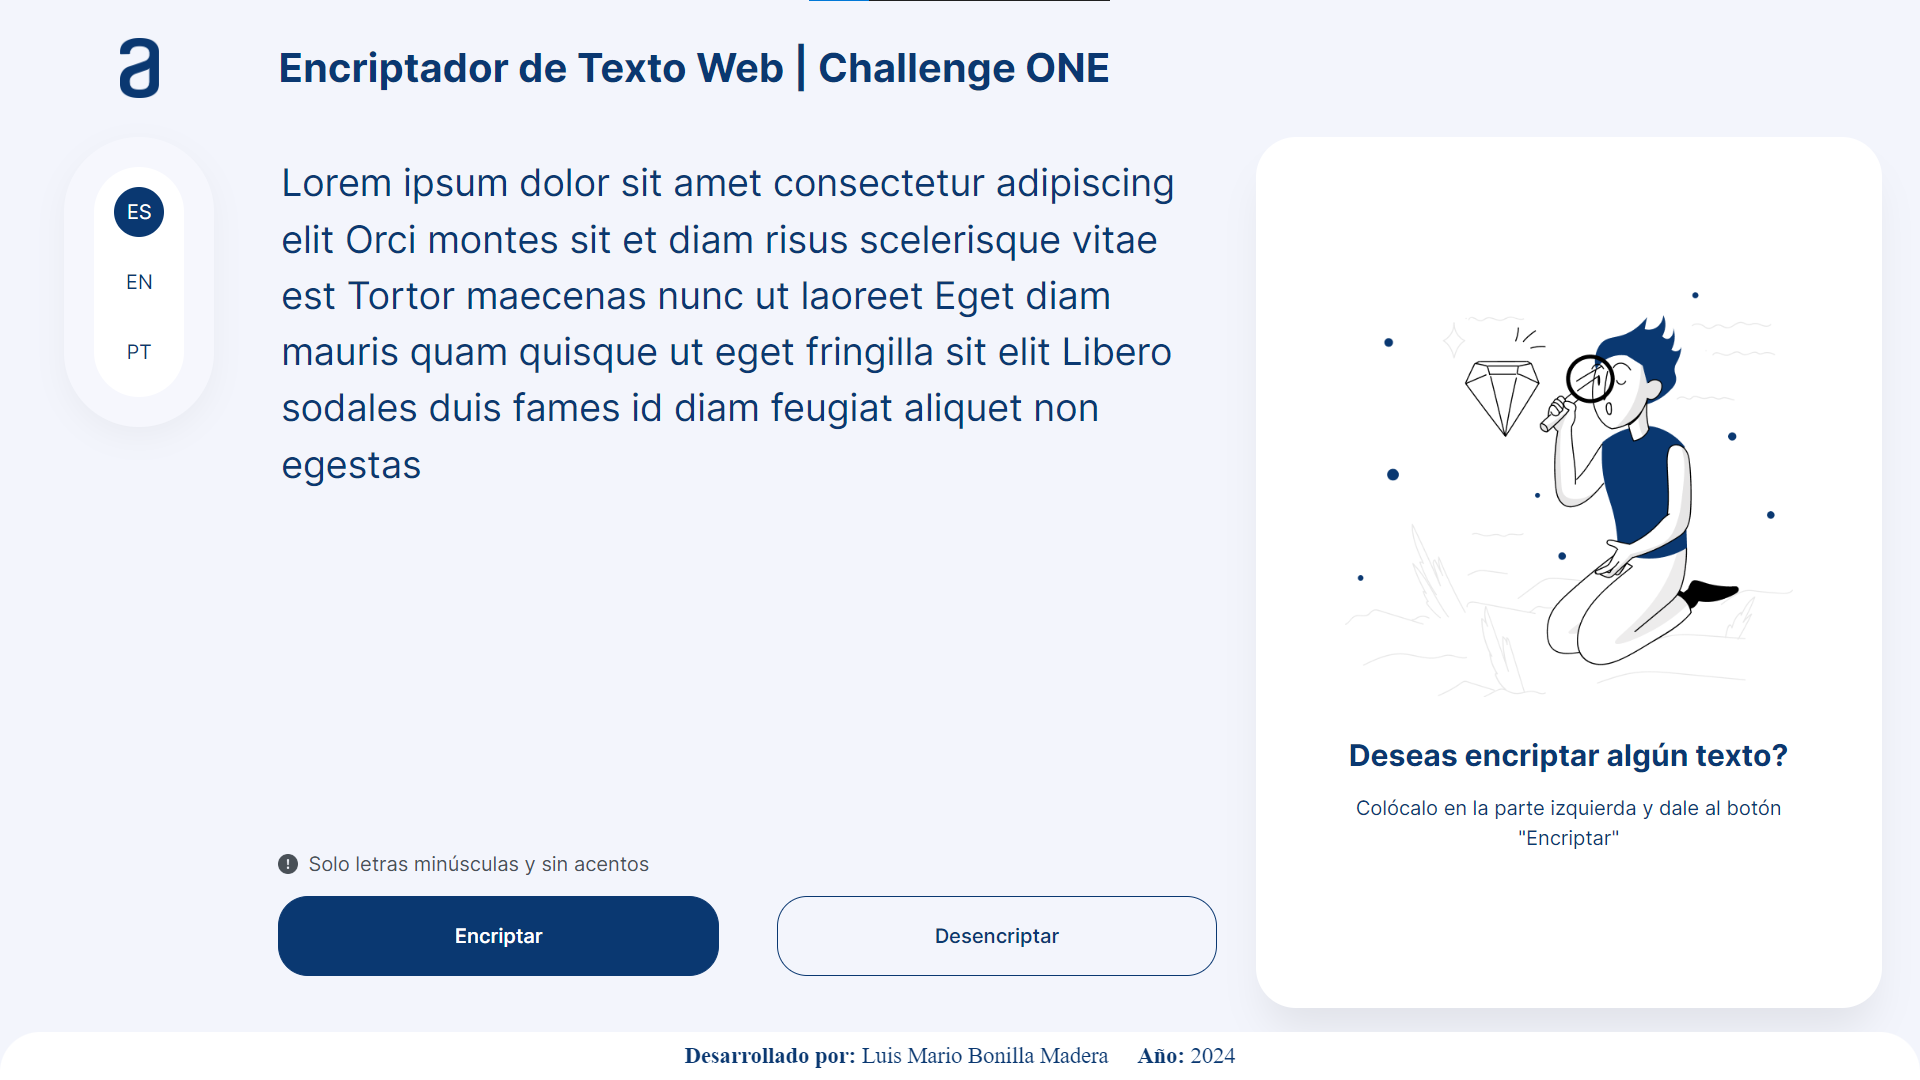 a
Encriptador de Texto Web | Challenge ONE
ES
EN
PT
Lorem ipsum dolor sit amet consectetur adipiscing
elit Orci montes sit et diam risus scelerisque vitae
est Tortor maecenas nunc ut laoreet Eget diam
mauris quam quisque ut eget fringilla sit elit Libero
sodales duis fames id diam feugiat aliquet non
egestas
Solo letras minúsculas y sin acentos
Encriptar
Desencriptar
Deseas encriptar algún texto?
Colócalo en la parte izquierda y dale al botón
"Encriptar"
Desarrollado por: Luis Mario Bonilla Madera Año: 2024